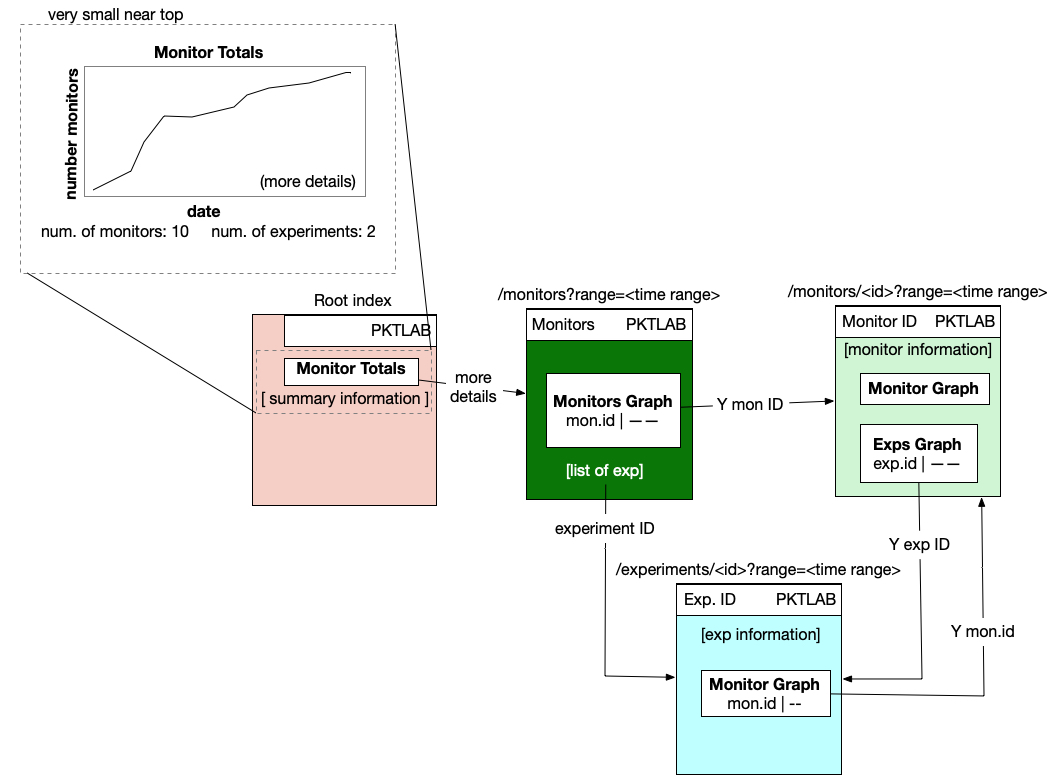 very small near top
Monitor Totals
number monitors
(more details)
date
num. of monitors: 10 num. of experiments: 2
Root index
PKTLAB
Monitor Totals
[ summary information ]
more
details
/monitors?range=<time range>
Monitors PKTLAB
Monitors Graph
mon.id | — —
[list of exp]
Y mon ID
/monitors/<id>?range=<time range>
Monitor ID PKTLAB
[monitor information]
Monitor Graph
Exps Graph
exp.id | — —
experiment ID
Y exp ID
/experiments/<id>?range=<time range>
Exp. ID PKTLAB
[exp information]
Monitor Graph
mon.id | --
Y mon.id